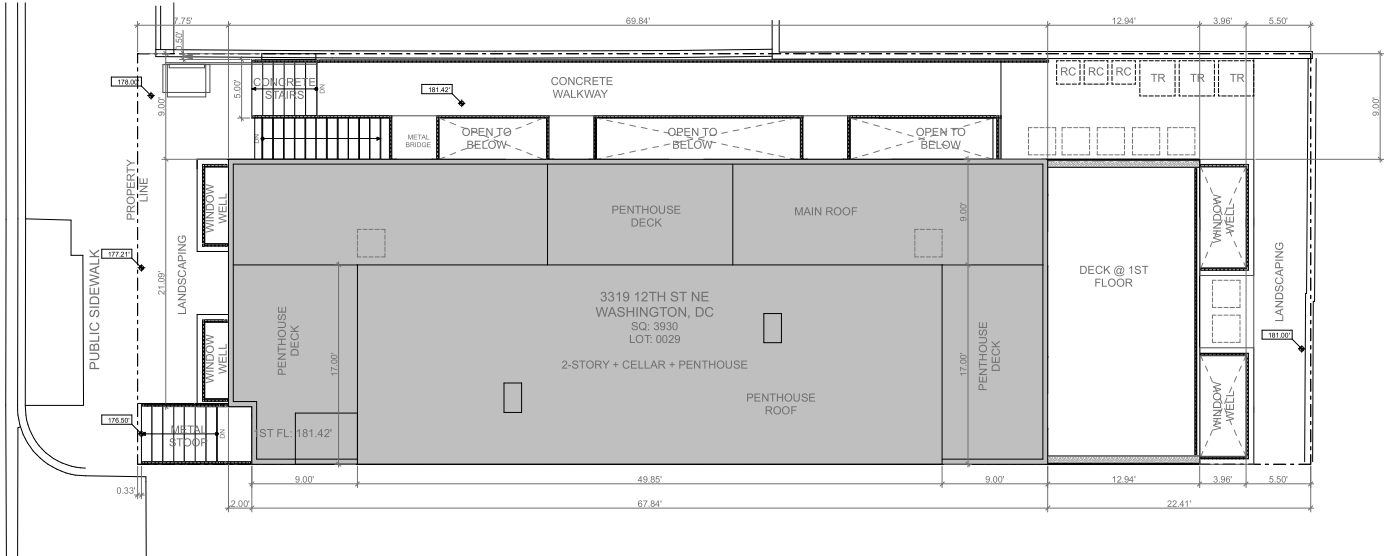 7.75'
69.84'
12.94'
3.96'
5.50'
0.50'
178.00'
CONCRETE
STAIRS
DN
5.00'
9.00'
181.42'
CONCRETE
WALKWAY
RC
RC
RC
TR
TR
TR
9.00'
DN
METAL
BRIDGE
OPEN TO
BELOW
OPEN TO
BELOW
OPEN TO
BELOW
PROPERTY
LINE
WINDOW
WELL
PENTHOUSE
DECK
MAIN ROOF
9.00'
WINDOW
WELL
PUBLIC SIDEWALK
177.21'
21.09'
LANDSCAPING
DECK @ 1ST
FLOOR
LANDSCAPING
3319 12TH ST NE
WASHINGTON, DC
SQ: 3930
LOT: 0029
2-STORY + CELLAR + PENTHOUSE
PENTHOUSE
DECK
17.00'
17.00'
PENTHOUSE
DECK
181.00'
WINDOW
WELL
PENTHOUSE
ROOF
WINDOW
WELL
176.50'
METAL
STOOP
DN
1ST FL: 181.42'
0.33'
9.00'
49.85'
9.00'
12.94'
3.96'
5.50'
2.00'
67.84'
22.41'